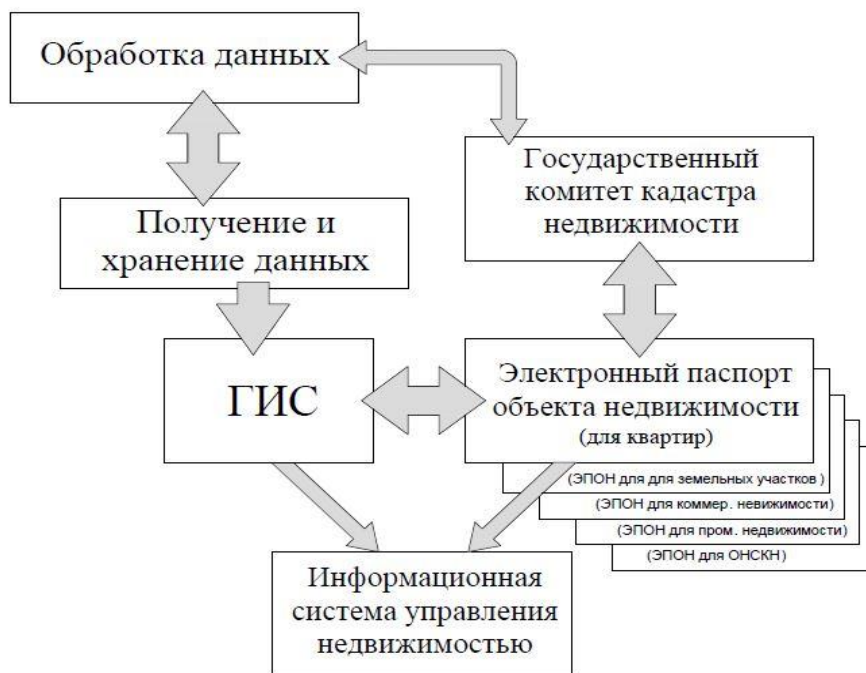 Обработка данных
Государственный
комитет кадастра
недвижимости
Получение и
хранение данных
ГИС
Электронный паспорт
объекта недвижимости
(для квартир)
(ЭПОН для для земельных участков )
(ЭПОН для коммер. невижимости)
(ЭПОН для пром. недвижимости)
(ЭПОН для ОНСКН)
Информационная
система управления
недвижимостью